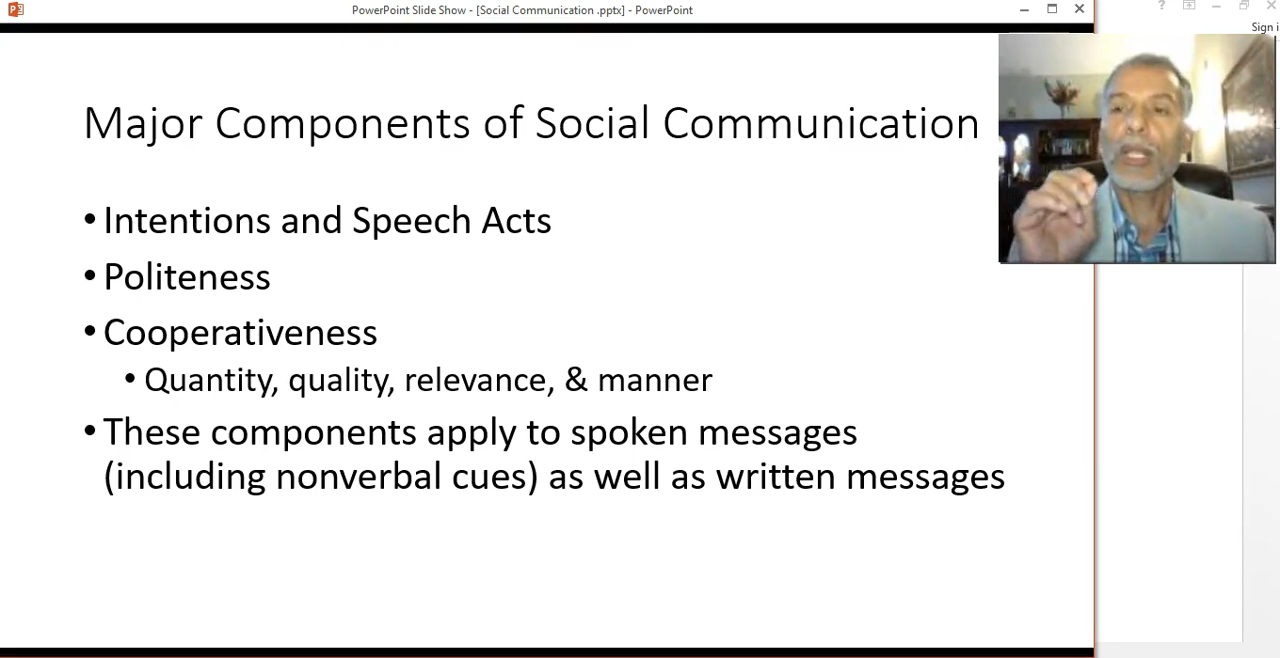 PowerPoint Slide Show - [Social Communication .pptx] - PowerPoint
Sign i
Major Components of Social Communication
• Intentions and Speech Acts
• Politeness
• Cooperativeness
• Quantity, quality, relevance, & manner
• These components apply to spoken messages
(including nonverbal cues) as well as written messages